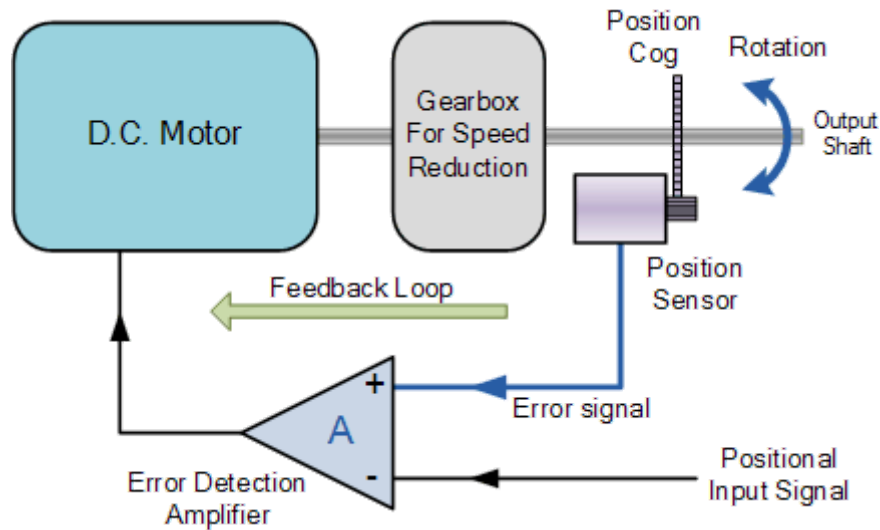 Position
Cog
Rotation
D.C. Motor
Gearbox
For Speed
Reduction
Output
Shaft
Position
Sensor
Feedback Loop
+
Error signal
A
-
Error Detection
Amplifier
Positional
Input Signal